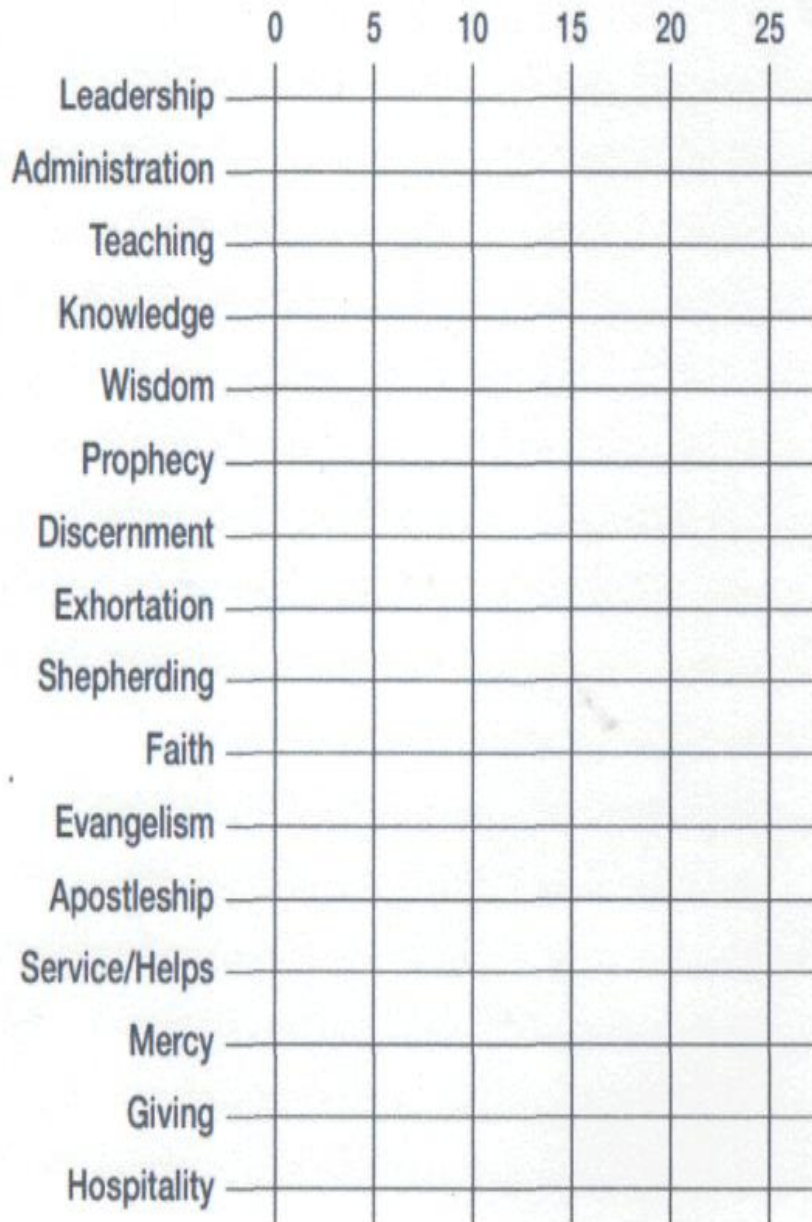 0 5 10 15 20 25
Leadership
Administration
Teaching
Knowledge
Wisdom
Prophecy
Discernment
Exhortation
Shepherding
Faith
Evangelism
Apostleship
Service/Helps
Mercy
Giving
Hospitality